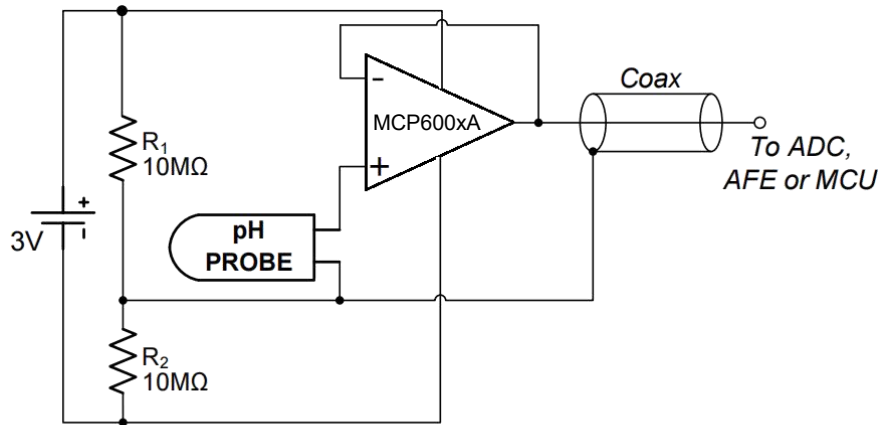 Coax
-
MCP600xA
+
To ADC,
AFE or MCU
R1
10MΩ
+
-
3V
pH
PROBE
R2
10MΩ